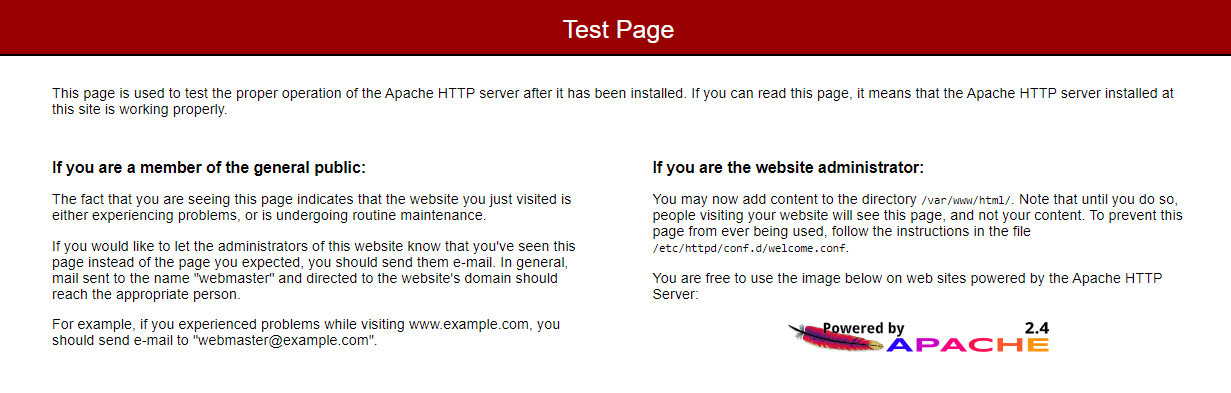 Test Page
This page is used to test the proper operation of the Apache HTTP server after it has been installed. If you can read this page, it means that the Apache HTTP server installed at
this site is working properly.
If you are a member of the general public:
The fact that you are seeing this page indicates that the website you just visited is
either experiencing problems, or is undergoing routine maintenance.
If you would like to let the administrators of this website know that you've seen this
page instead of the page you expected, you should send them e-mail. In general,
mail sent to the name "webmaster" and directed to the website's domain should
reach the appropriate person.
For example, if you experienced problems while visiting www.example.com, you
should send e-mail to "webmaster@example.com".
If you are the website administrator:
You may now add content to the directory /var/www/html/. Note that until you do so,
people visiting your website will see this page, and not your content. To prevent this
page from ever being used, follow the instructions in the file
/etc/httpd/conf.d/welcome.conf.
You are free to use the image below on web sites powered by the Apache HTTP
Server:
Powered by 2.4
APACHE